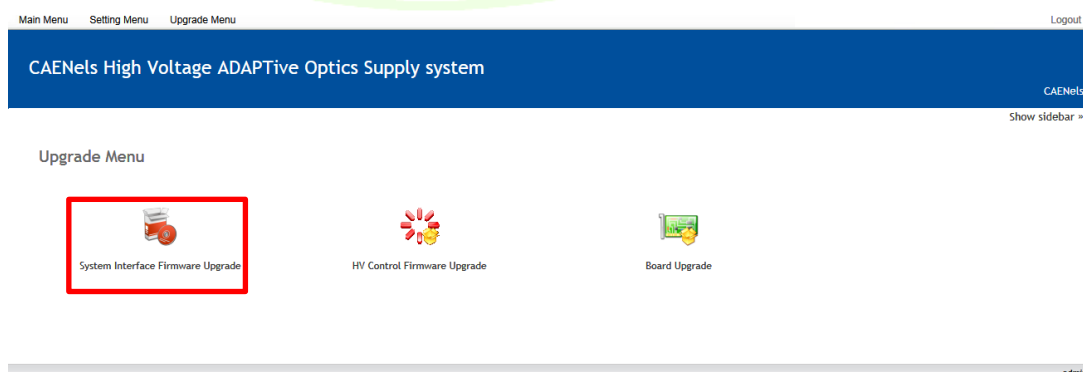 Main Menu Setting Menu Upgrade Menu Logout
CAENels High Voltage ADAPTive Optics Supply system
CAENels
Show sidebar »
Upgrade Menu
System Interface Firmware Upgrade HV Control Firmware Upgrade Board Upgrade